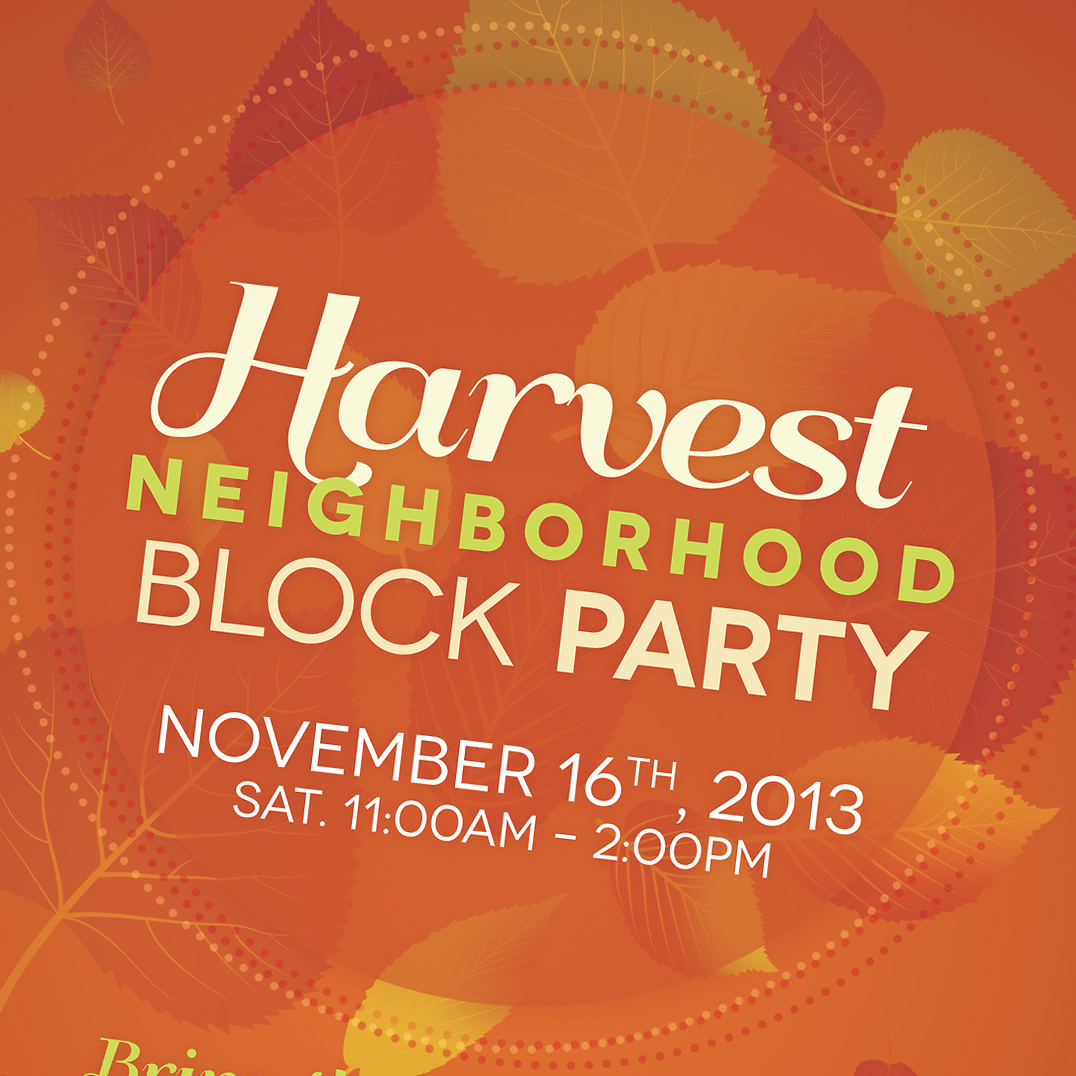 Harvest
NEIGHBORHOOD
BLOCK PARTY
NOVEMBER 16TH, 2013
SAT. 11:00AM - 2:00PM